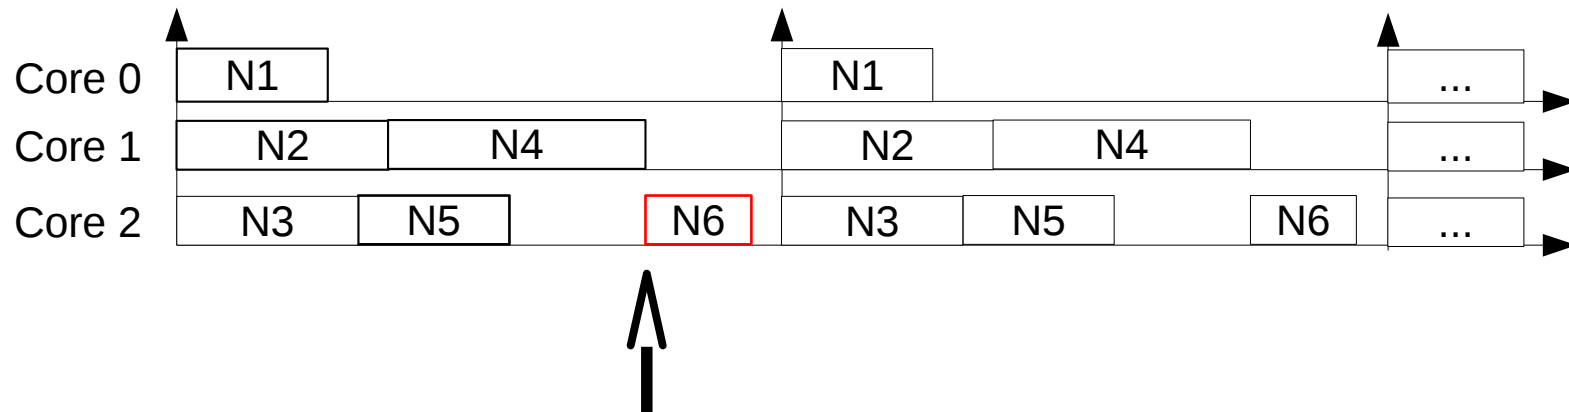 Core 0 N1 N1 ...
Core 1 N2 N4 N2 N4 ...
Core 2 N3 N5 N6 N3 N5 N6 ...